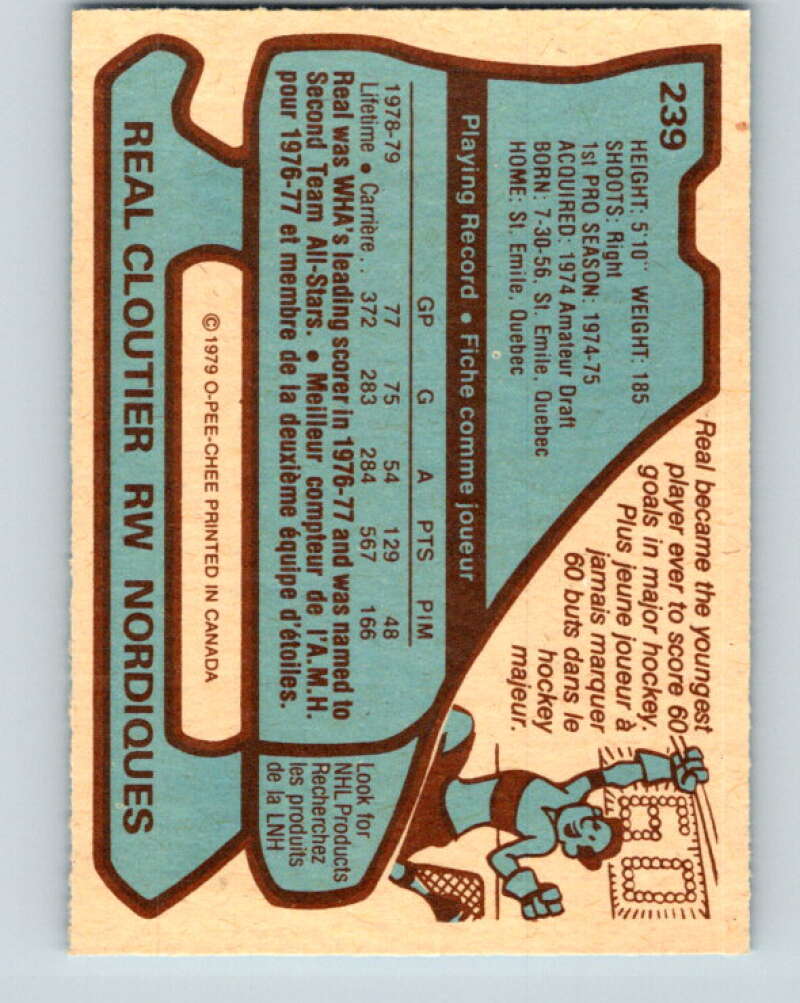 239
HEIGHT: 5'10" WEIGHT: 185
SHOOTS: Right
1st PRO SEASON: 1974-75
ACQUIRED: 1974 Amateur Draft
BORN: 7-30-56, St. Emile, Quebec
HOME: St. Emile, Quebec
Real became the youngest
player ever to score 60
goals in major hockey.
Plus jeune joueur à
jamais marquer
60 buts dans le
hockey
majeur.
60
Playing Record • Fiche comme joueur
GP G A PTS PIM
1978-79 77 75 54 129 48
Lifetime • Carrière . . 372 283 284 567 166
Real was WHA's leading scorer in 1976-77 and was named to
Second Team All-Stars. • Meilleur compteur de l'A.M.H.
pour 1976-77 et membre de la deuxième équipe d'étoiles.
Look for
NHL Products
Recherchez
les produits
de la LNH
© 1979 O-PEE-CHEE PRINTED IN CANADA
REAL CLOUTIER RW NORDIQUES